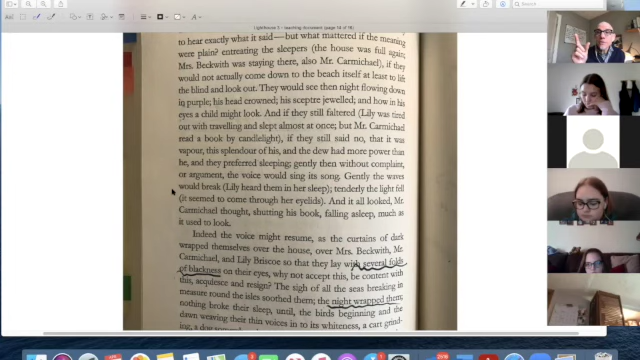 Lighthouse 2 - teaching document (page 18 of 18)
to hear exactly what it said—but what mattered if the meaning
were plain? entreating the sleepers (the house was full again;
Mrs. Beckwith was staying there, also Mr. Carmichael), if they
would not actually come down to the beach itself at least to lift
the blind and look out. They would see then night flowing down
in purple; his head crowned; his sceptre jewelled; and how in his
eyes a child might look. And if they still faltered (Lily was tired
out with travelling and slept almost at once; but Mr. Carmichael
read a book by candlelight), if they still said no, that it was
vapour, this splendour of his, and the dew had more power than
he, and they preferred sleeping; gently then without complaint,
or argument, the voice would sing its song. Gently the waves
would break (Lily heard them in her sleep); tenderly the light fell
(it seemed to come through her eyelids). And it all looked, Mr.
Carmichael thought, shutting his book, falling asleep, much as
it used to look.
Indeed the voice might resume, as the curtains of dark
wrapped themselves over the house, over Mrs. Beckwith, Mr.
Carmichael, and Lily Briscoe so that they lay with several folds
of blackness on their eyes, why not accept this, be content with
this, acquiesce and resign? The sigh of all the seas breaking in
measure round the isles soothed them; the night wrapped them;
nothing broke their sleep, until, the birds beginning and the
dawn weaving their thin voices in to its whiteness, a cart grind-